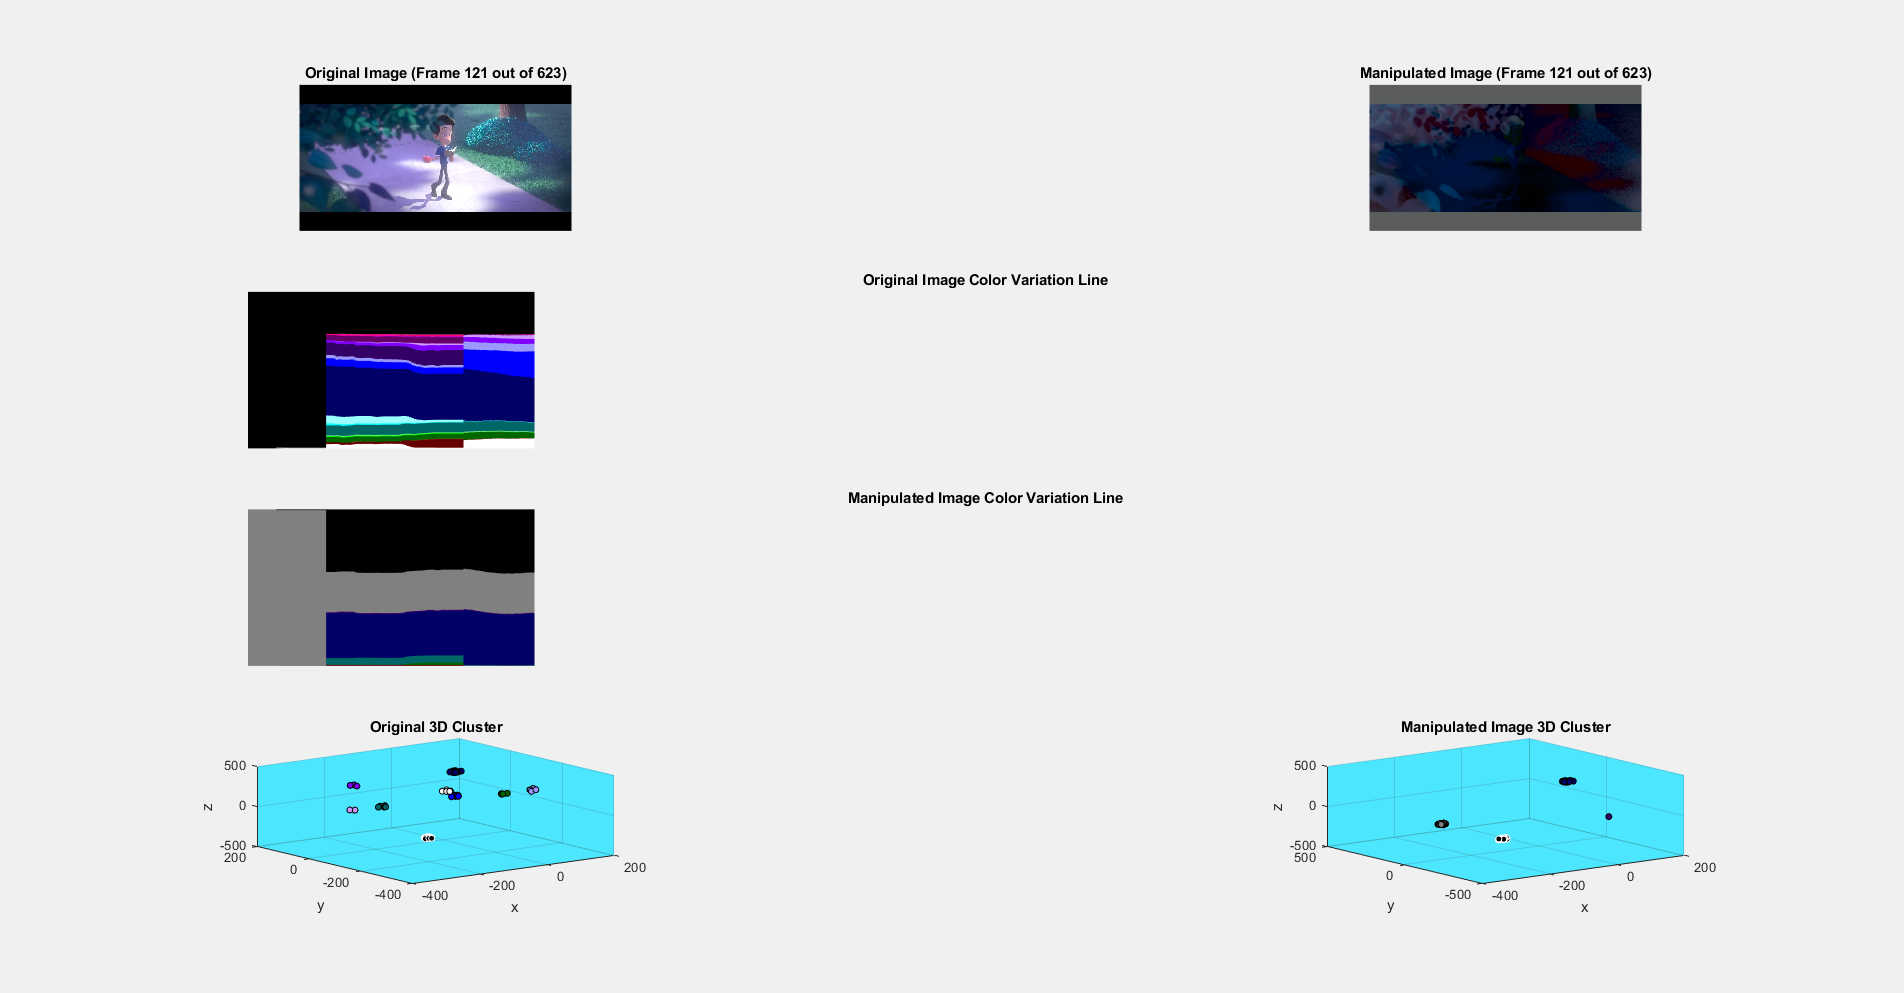 Original Image (Frame 121 out of 623)
Manipulated Image (Frame 121 out of 623)
Original Image Color Variation Line
Manipulated Image Color Variation Line
Original 3D Cluster
500
0
-500
z
200
0
-200
-400
y
-400
-200
0
200
x
Manipulated Image 3D Cluster
500
0
-500
z
500
0
-500
y
-400
-200
0
200
x